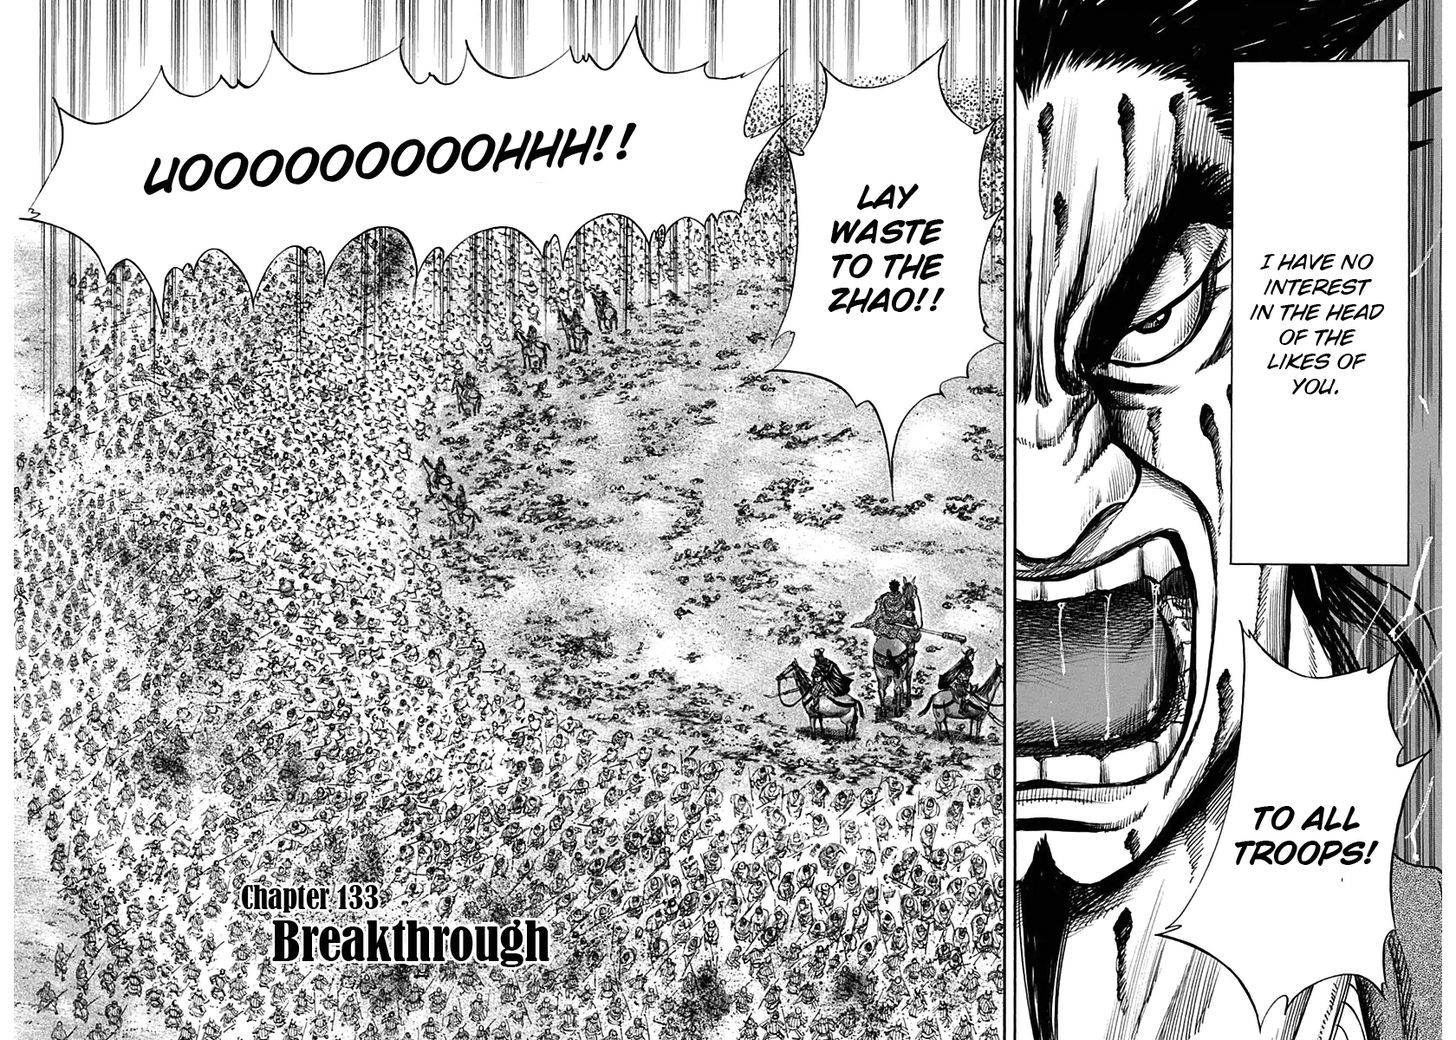 I HAVE NO
INTEREST
IN THE HEAD
OF THE
LIKES OF
YOU.
TO ALL
TROOPS!
LAY
WASTE
TO THE
ZHAO!!
UOOOOOOOOOHHH!!
Chapter 133
Breakthrough